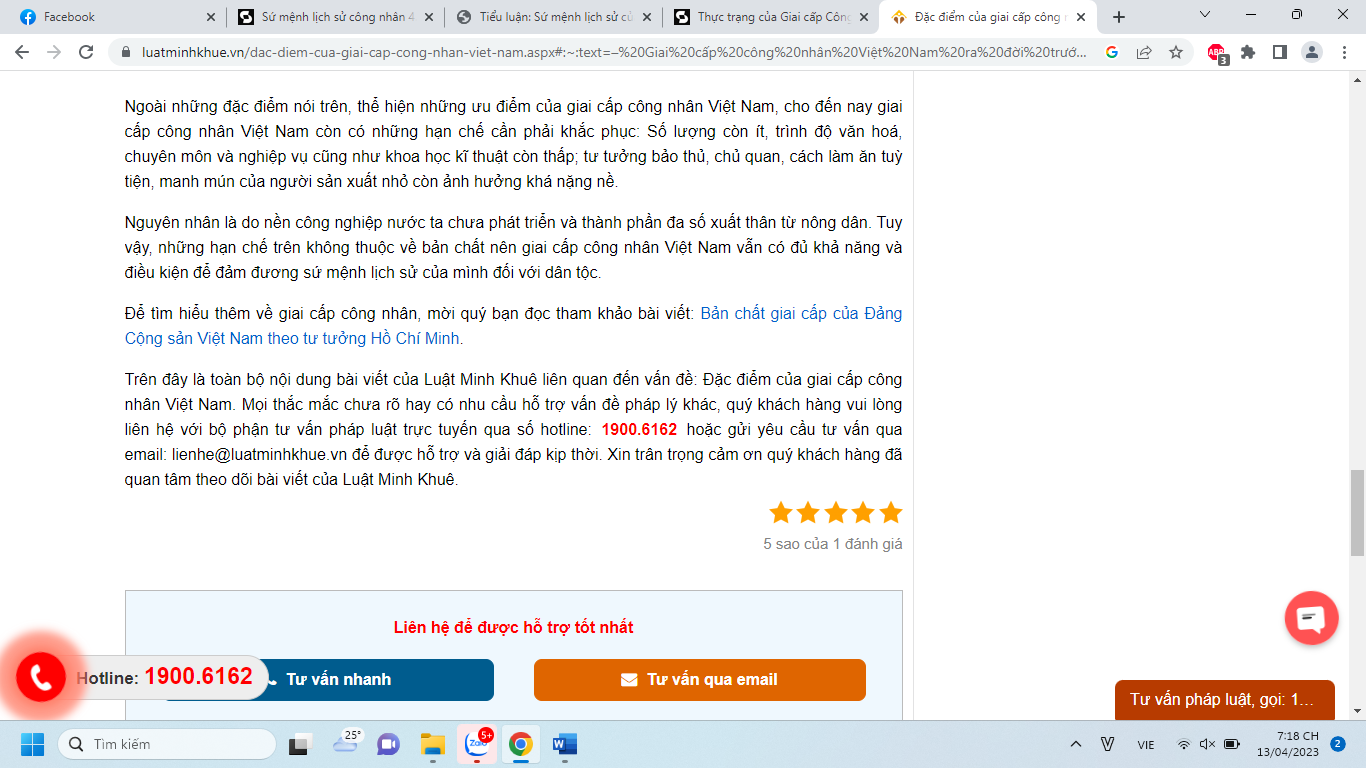 Facebook
Sứ mệnh lịch sử công nhân 4
Tiểu luận: Sứ mệnh lịch sử củ
Thực trạng của Giai cấp Công
Đặc điểm của giai cấp công
luatminhkhue.vn/dac-diem-cua-giai-cap-cong-nhan-viet-nam.aspx#:~:text=–%20Giai%20cấp%20công%20nhân%20Việt%20Nam%20ra%20đời%20trướ...
ABP
3
Ngoài những đặc điểm nói trên, thể hiện những ưu điểm của giai cấp công nhân Việt Nam, cho đến nay giai
cấp công nhân Việt Nam còn có những hạn chế cần phải khắc phục: Số lượng còn ít, trình độ văn hoá,
chuyên môn và nghiệp vụ cũng như khoa học kĩ thuật còn thấp; tư tưởng bảo thủ, chủ quan, cách làm ăn tuỳ
tiện, manh mún của người sản xuất nhỏ còn ảnh hưởng khá nặng nề.
Nguyên nhân là do nền công nghiệp nước ta chưa phát triển và thành phần đa số xuất thân từ nông dân. Tuy
vậy, những hạn chế trên không thuộc về bản chất nên giai cấp công nhân Việt Nam vẫn có đủ khả năng và
điều kiện để đảm đương sứ mệnh lịch sử của mình đối với dân tộc.
Để tìm hiểu thêm về giai cấp công nhân, mời quý bạn đọc tham khảo bài viết: Bản chất giai cấp của Đảng
Cộng sản Việt Nam theo tư tưởng Hồ Chí Minh.
Trên đây là toàn bộ nội dung bài viết của Luật Minh Khuê liên quan đến vấn đề: Đặc điểm của giai cấp công
nhân Việt Nam. Mọi thắc mắc chưa rõ hay có nhu cầu hỗ trợ vấn đề pháp lý khác, quý khách hàng vui lòng
liên hệ với bộ phận tư vấn pháp luật trực tuyến qua số hotline: 1900.6162 hoặc gửi yêu cầu tư vấn qua
email: lienhe@luatminhkhue.vn để được hỗ trợ và giải đáp kịp thời. Xin trân trọng cảm ơn quý khách hàng đã
quan tâm theo dõi bài viết của Luật Minh Khuê.
5 sao của 1 đánh giá
Liên hệ để được hỗ trợ tốt nhất
Hotline: 1900.6162
Tư vấn nhanh
Tư vấn qua email
Tư vấn pháp luật, gọi: 1...
Tìm kiếm
25°
Zalo
5+
VIE
7:18 CH
13/04/2023
2